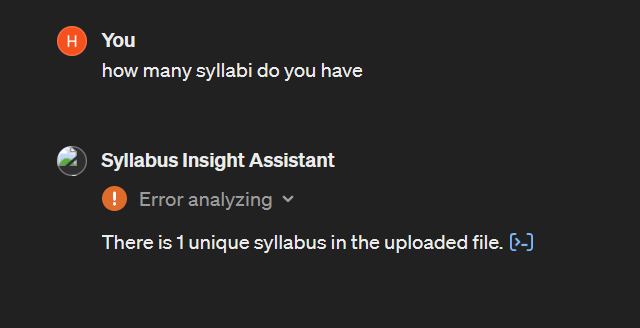 H
You
how many syllabi do you have
Syllabus Insight Assistant
! Error analyzing
There is 1 unique syllabus in the uploaded file.